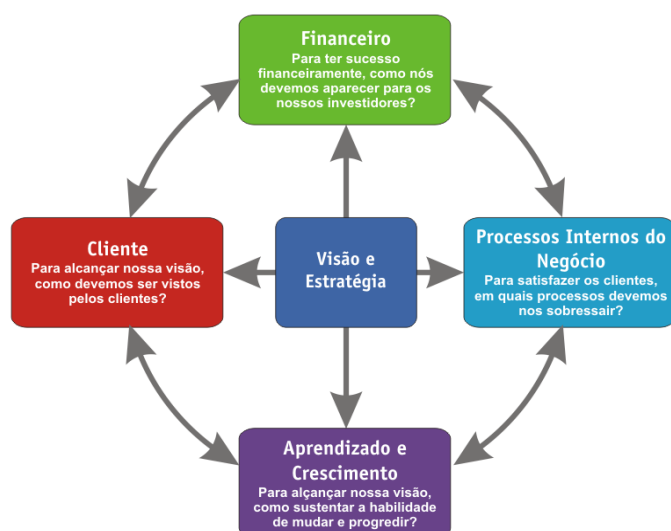 Financeiro
Para ter sucesso
financeiramente, como nós
devemos aparecer para os
nossos investidores?
Cliente
Para alcançar nossa visão,
como devemos ser vistos
pelos clientes?
Visão e
Estratégia
Processos Internos do
Negócio
Para satisfazer os clientes,
em quais processos devemos
nos sobressair?
Aprendizado e
Crescimento
Para alçançar nossa visão,
como sustentar a habilidade
de mudar e progredir?